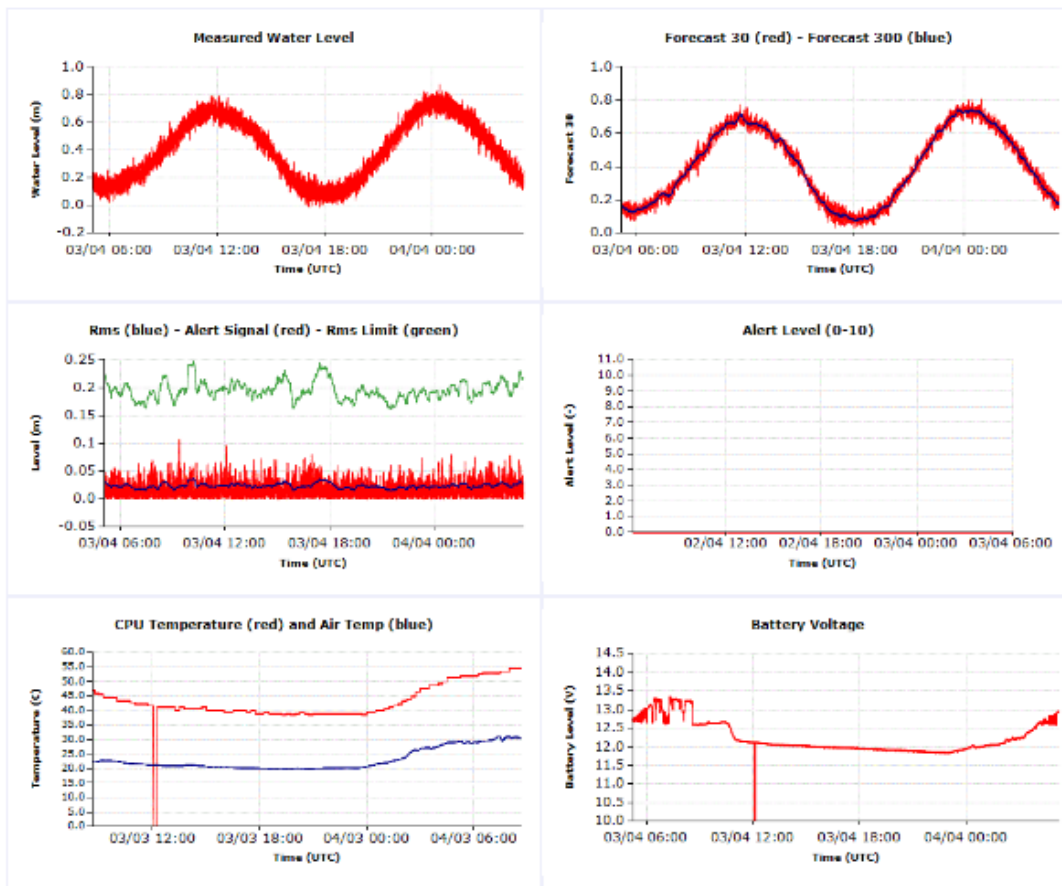 Measured Water Level
1.0
0.8
0.6
0.4
0.2
0.0
-0.2
Water Level (m)
03/04 06:00 03/04 12:00 03/04 18:00 04/04 00:00
Time (UTC)
Forecast 30 (red) - Forecast 300 (blue)
1.0
0.8
0.6
0.4
0.2
0.0
Forecast 30
03/04 06:00 03/04 12:00 03/04 18:00 04/04 00:00
Time (UTC)
Rms (blue) - Alert Signal (red) - Rms Limit (green)
0.25
0.2
0.15
0.1
0.05
0.0
-0.05
Level (m)
03/04 06:00 03/04 12:00 03/04 18:00 04/04 00:00
Time (UTC)
Alert Level (0-10)
11.0
10.0
9.0
8.0
7.0
6.0
5.0
4.0
3.0
2.0
1.0
0.0
Alert Level (-)
02/04 12:00 02/04 18:00 03/04 00:00 03/04 06:00
Time (UTC)
CPU Temperature (red) and Air Temp (blue)
60.0
55.0
50.0
45.0
40.0
35.0
30.0
25.0
20.0
15.0
10.0
5.0
0.0
Temperature (C)
03/03 12:00 03/03 18:00 04/03 00:00 04/03 06:00
Time (UTC)
Battery Voltage
14.5
14.0
13.5
13.0
12.5
12.0
11.5
11.0
10.5
10.0
Battery Level (V)
03/04 06:00 03/04 12:00 03/04 18:00 04/04 00:00
Time (UTC)